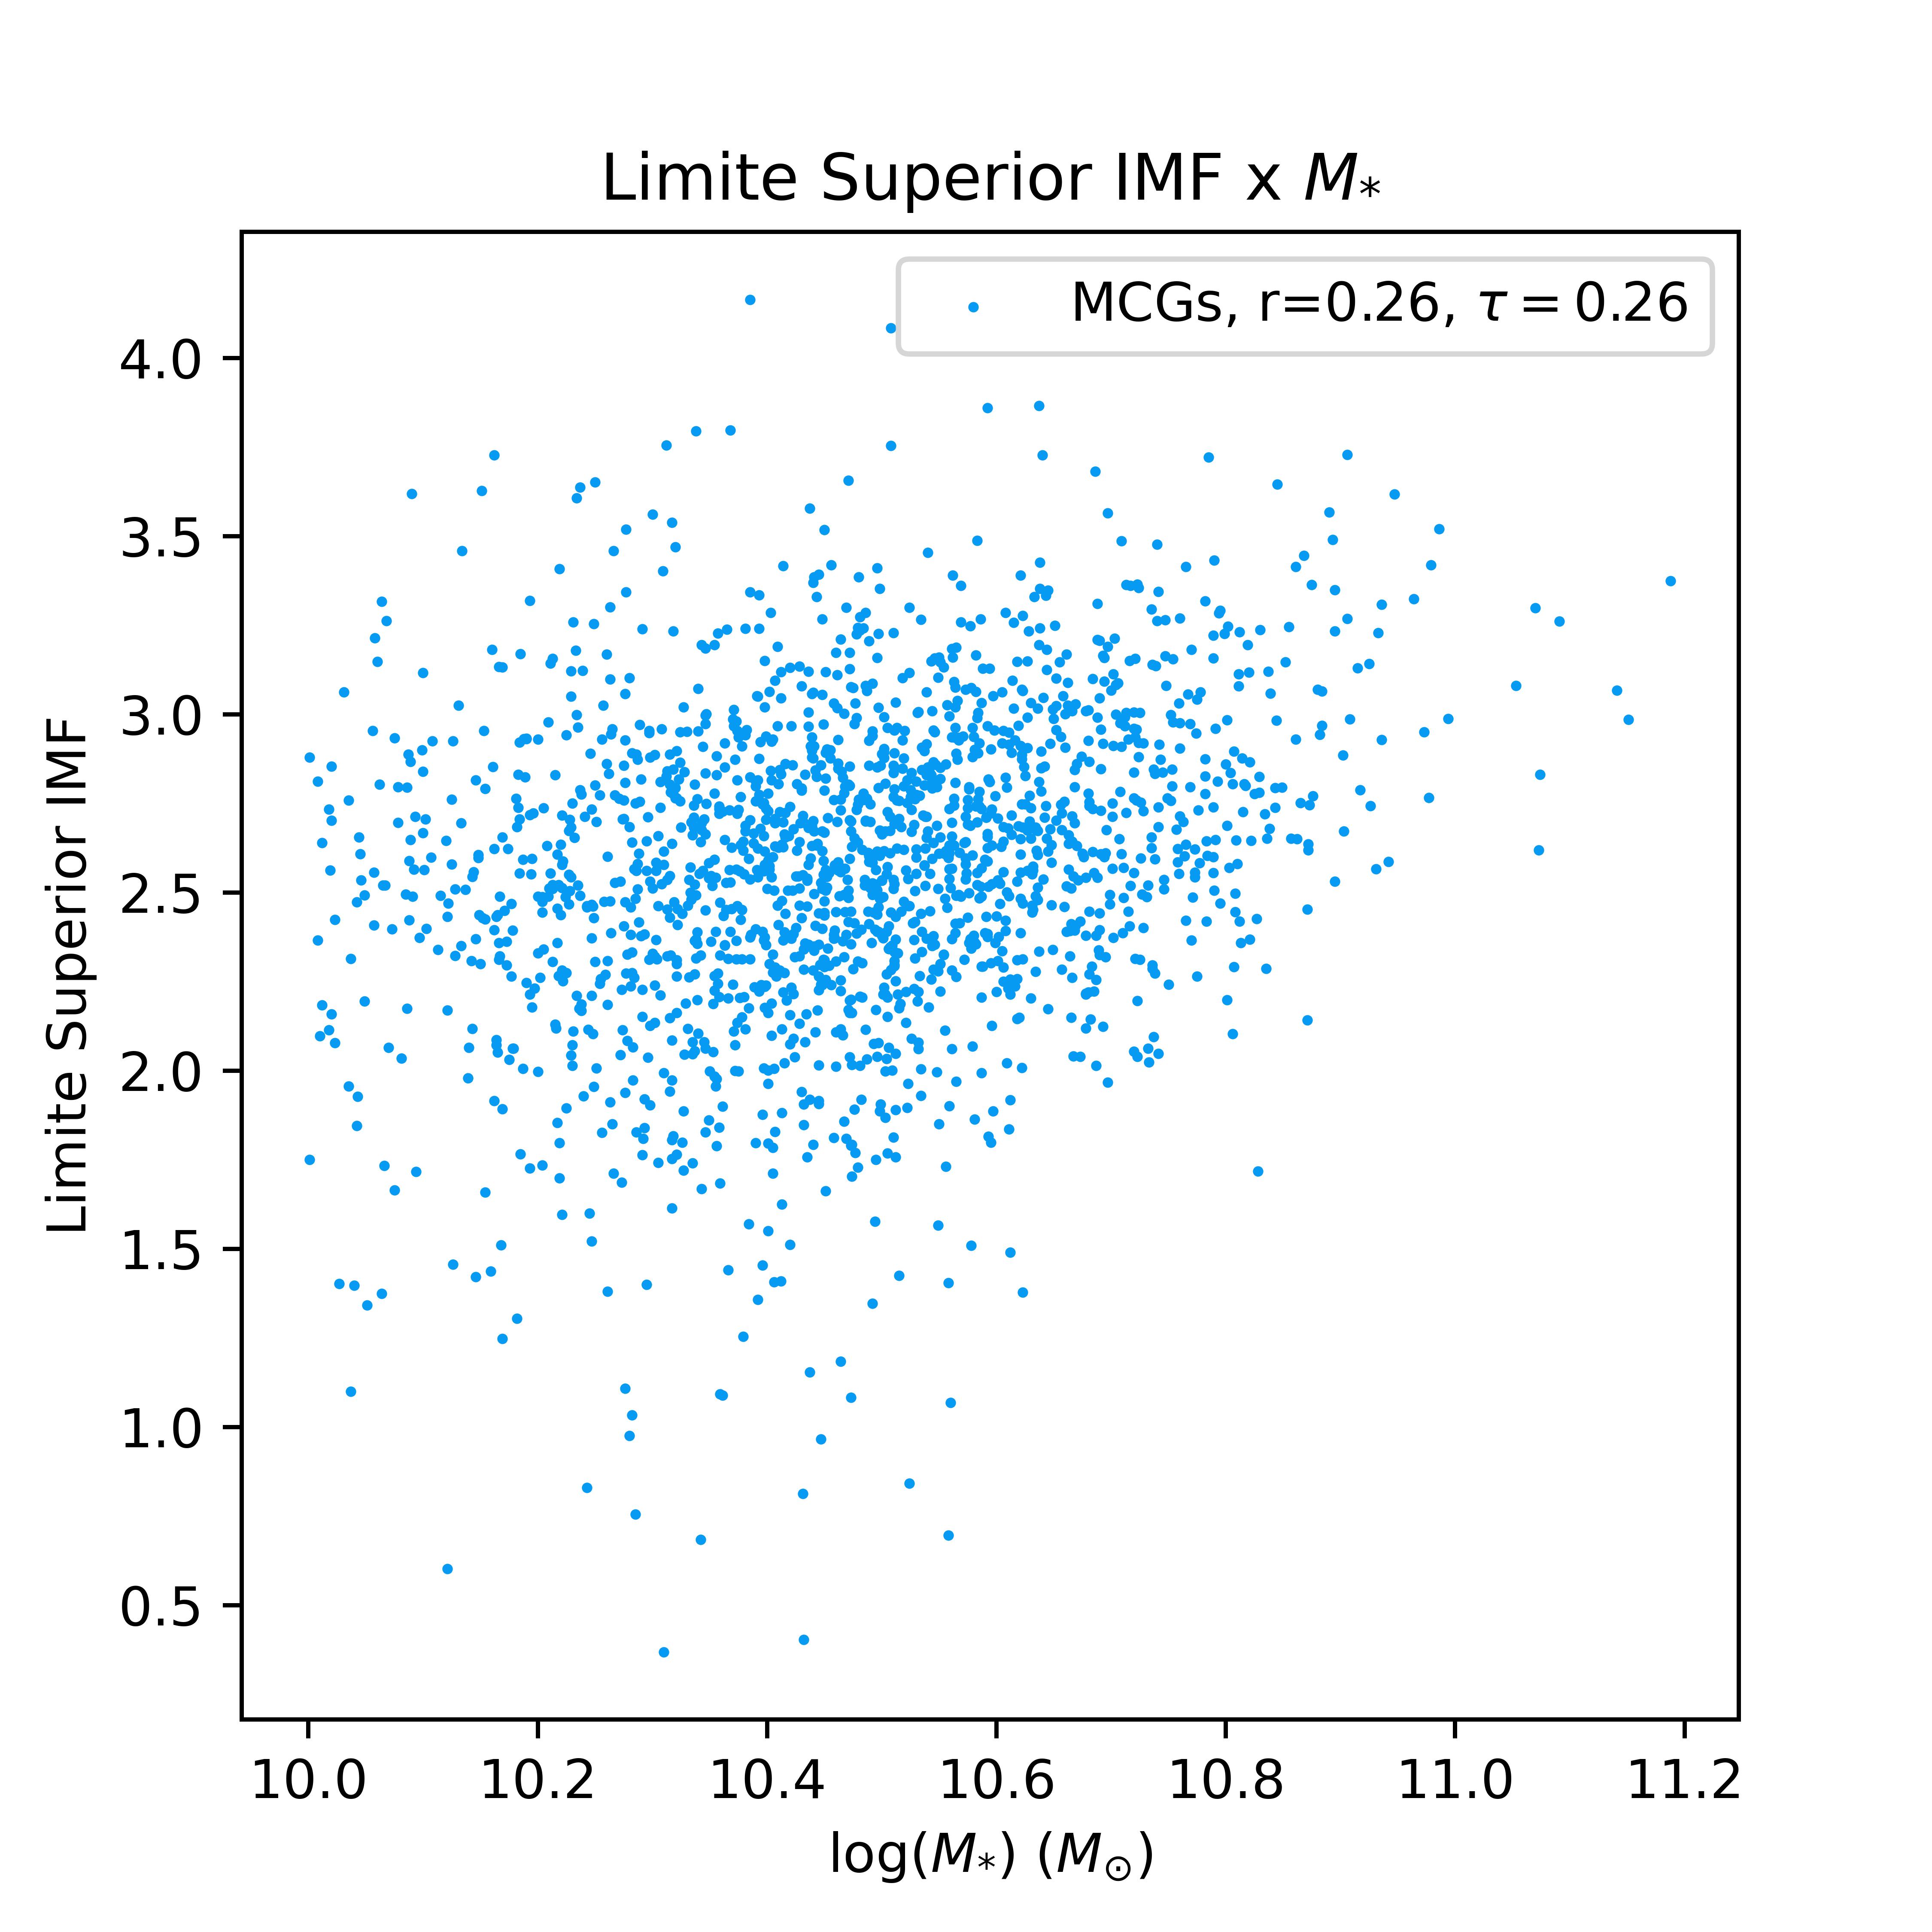 Limite Superior IMF x M*
MCGs, r=0.26, τ = 0.26
Limite Superior IMF
4.0
3.5
3.0
2.5
2.0
1.5
1.0
0.5
10.0 10.2 10.4 10.6 10.8 11.0 11.2
log(M*) (M⊙)